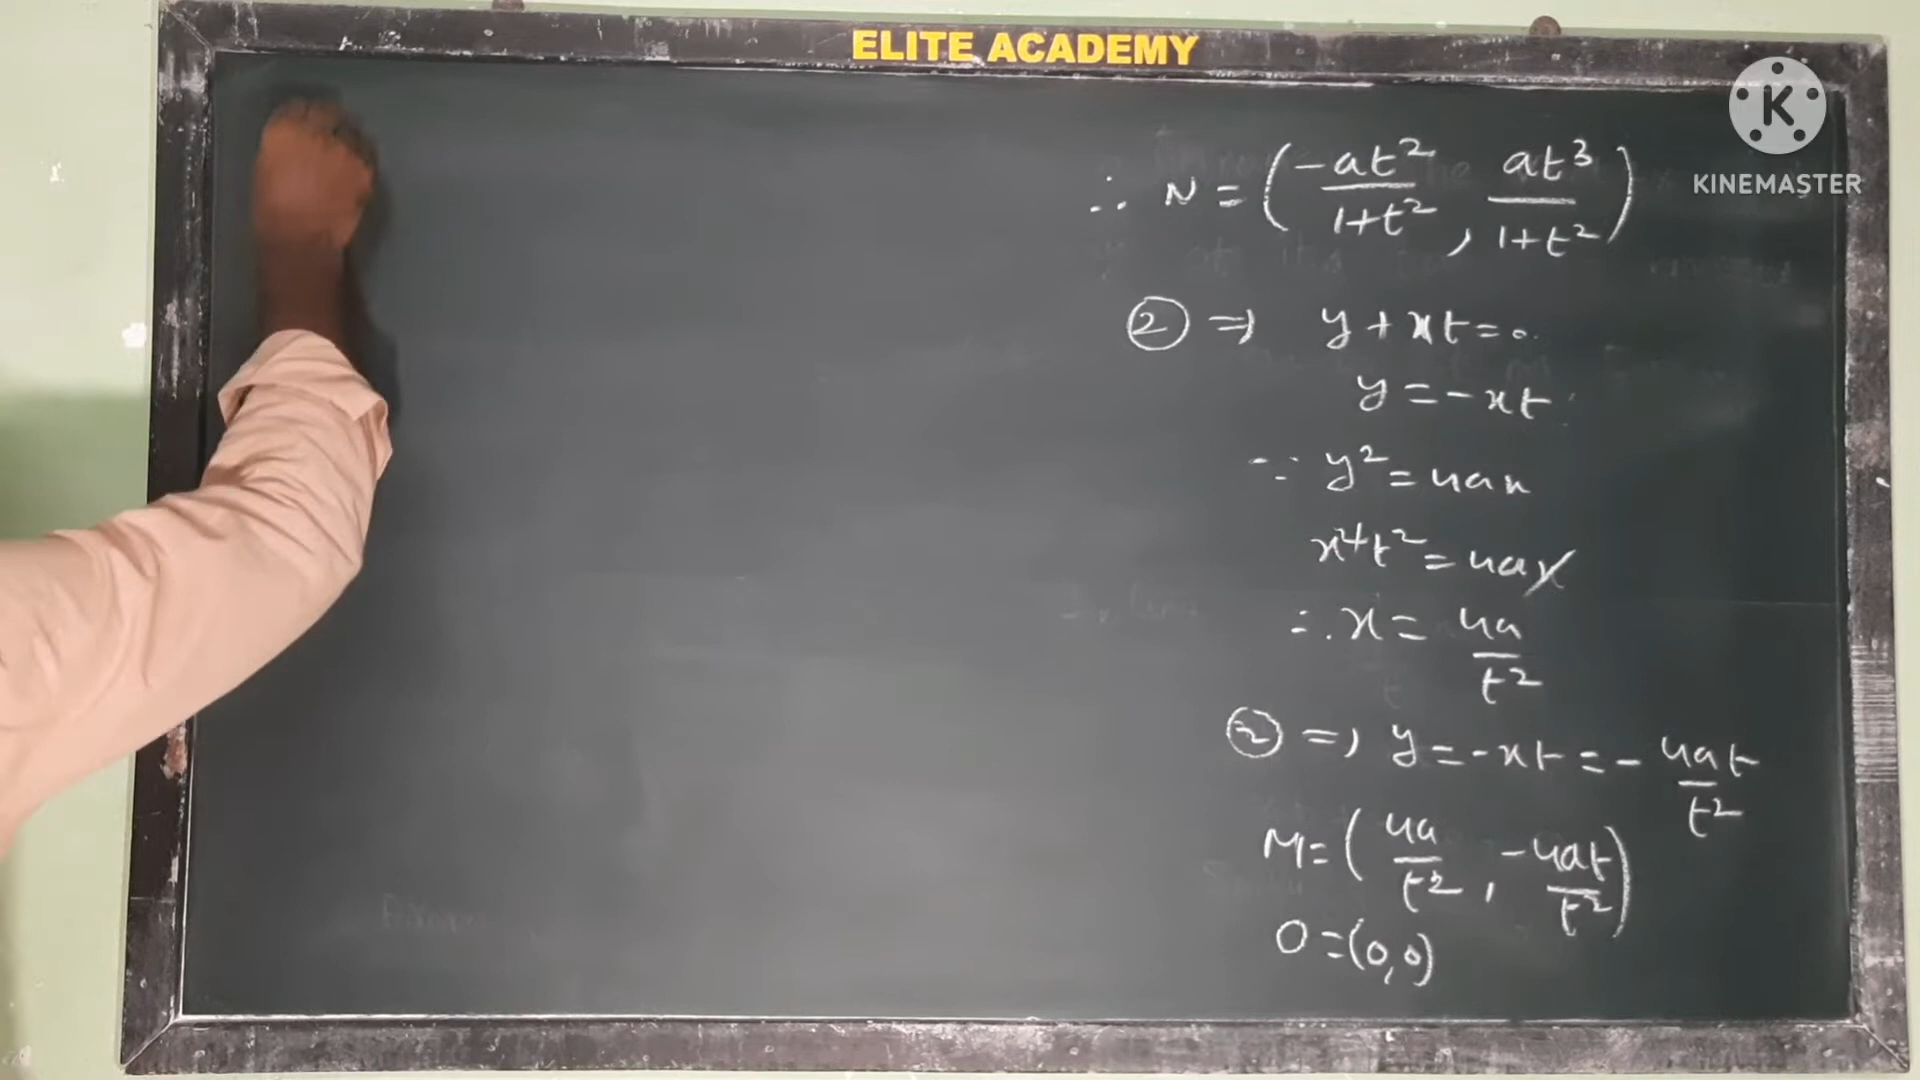 ELITE ACADEMY
K
KINEMASTER
∴ N = (-at²/1+t², at³/1+t²)
② ⇒ y + xt = 0.
y = -xt
∵ y² = 4ax
x²t² = 4ax
∴ x = 4a/t²
② ⇒ y = -xt = -4at/t²
M = (4a/t², -4at/t²)
O = (0,0)